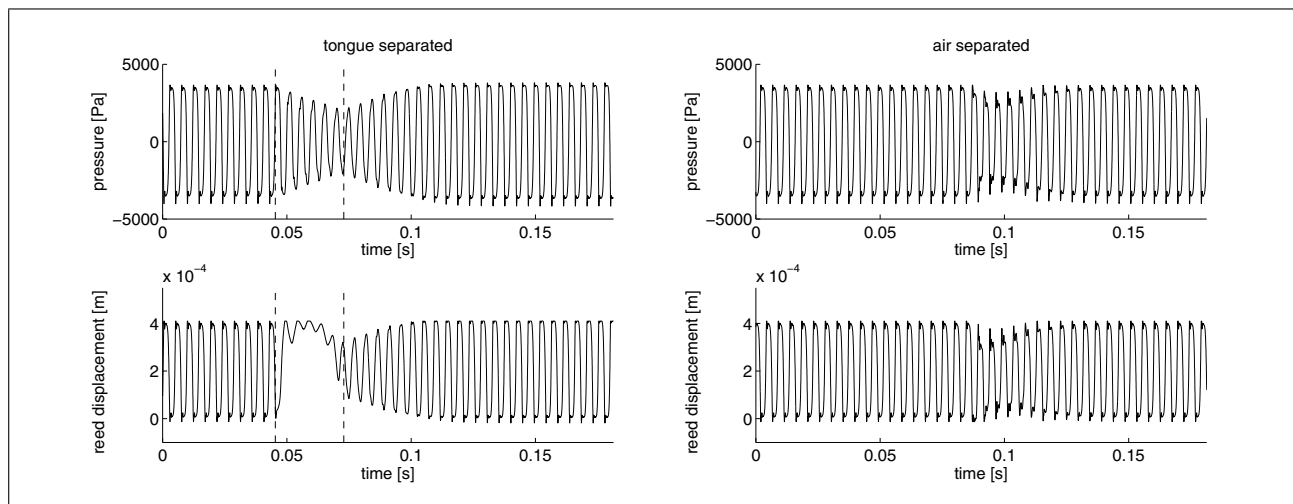 tongue separated
air separated
5000
0
−5000
pressure [Pa]
0
0.05
0.1
0.15
time [s]
5000
0
−5000
pressure [Pa]
0
0.05
0.1
0.15
time [s]
x 10−4
4
2
0
reed displacement [m]
0
0.05
0.1
0.15
time [s]
x 10−4
4
2
0
reed displacement [m]
0
0.05
0.1
0.15
time [s]